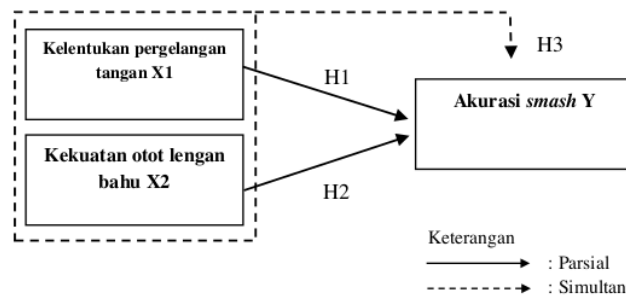 Kelentukan pergelangan
tangan X1
Kekuatan otot lengan
bahu X2
H1
H2
H3
Akurasi smash Y
Keterangan
: Parsial
: Simultan